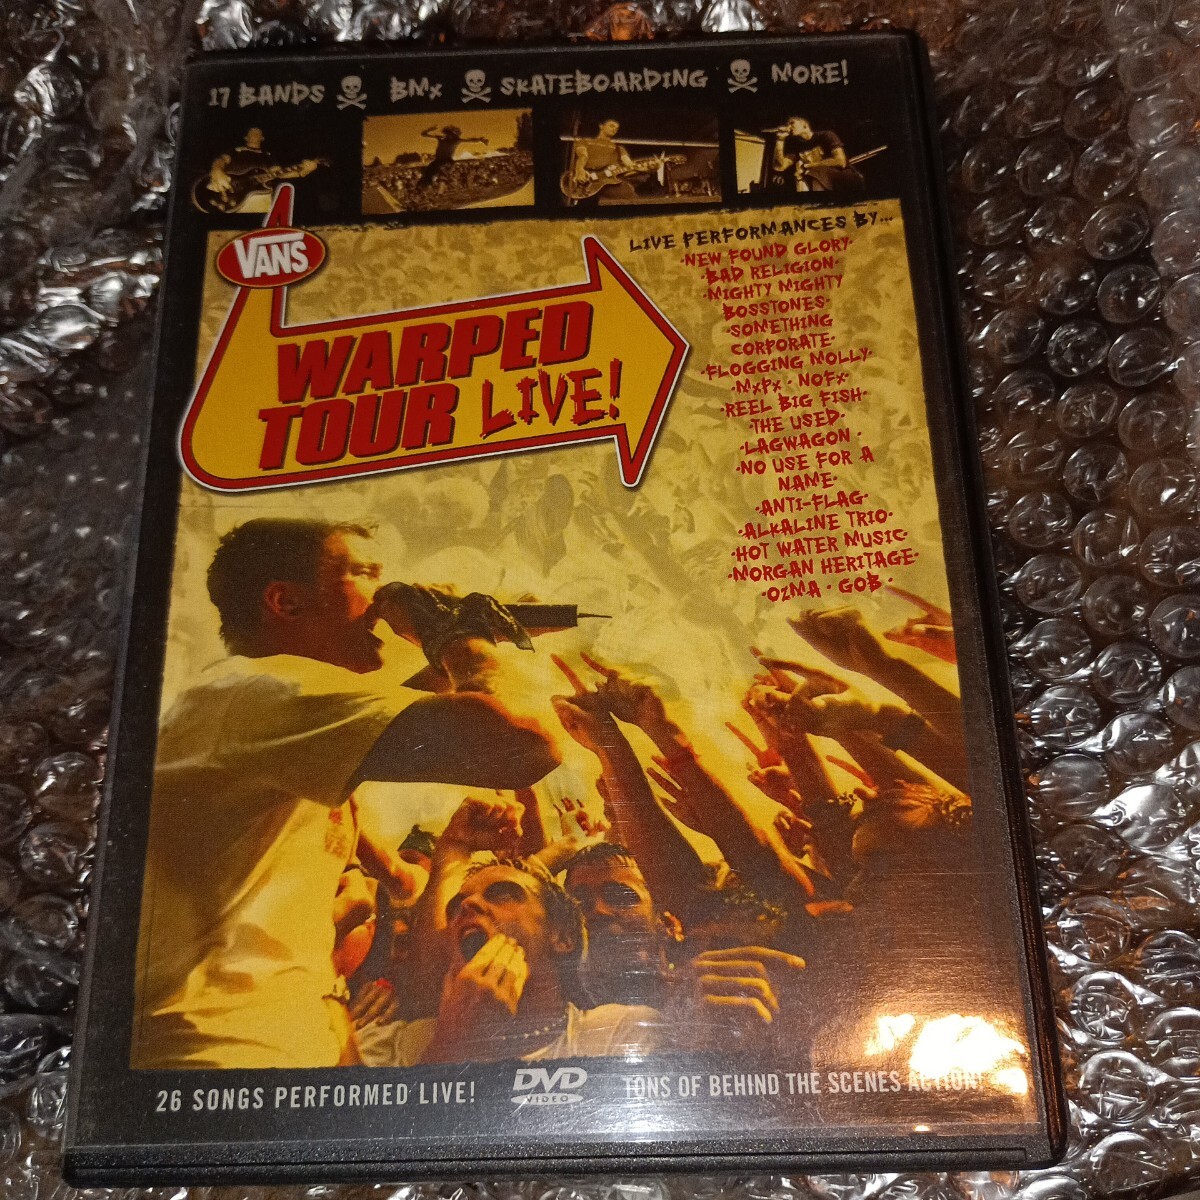 17 BANDS BMX SKATEBOARDING MORE!
VANS
WARPED
TOUR LIVE!
LIVE PERFORMANCES BY...
·NEW FOUND GLORY·
·BAD RELIGION·
·MIGHTY MIGHTY
BOSSTONES·
·SOMETHING
CORPORATE·
·FLOGGING MOLLY·
·MxPx · NOFX·
·REEL BIG FISH·
·THE USED·
·LAGWAGON·
·NO USE FOR A
NAME·
·ANTI-FLAG·
·ALKALINE TRIO·
·HOT WATER MUSIC·
·MORGAN HERITAGE·
·OZMA · GOB·
26 SONGS PERFORMED LIVE! DVD VIDEO TONS OF BEHIND THE SCENES ACTION!